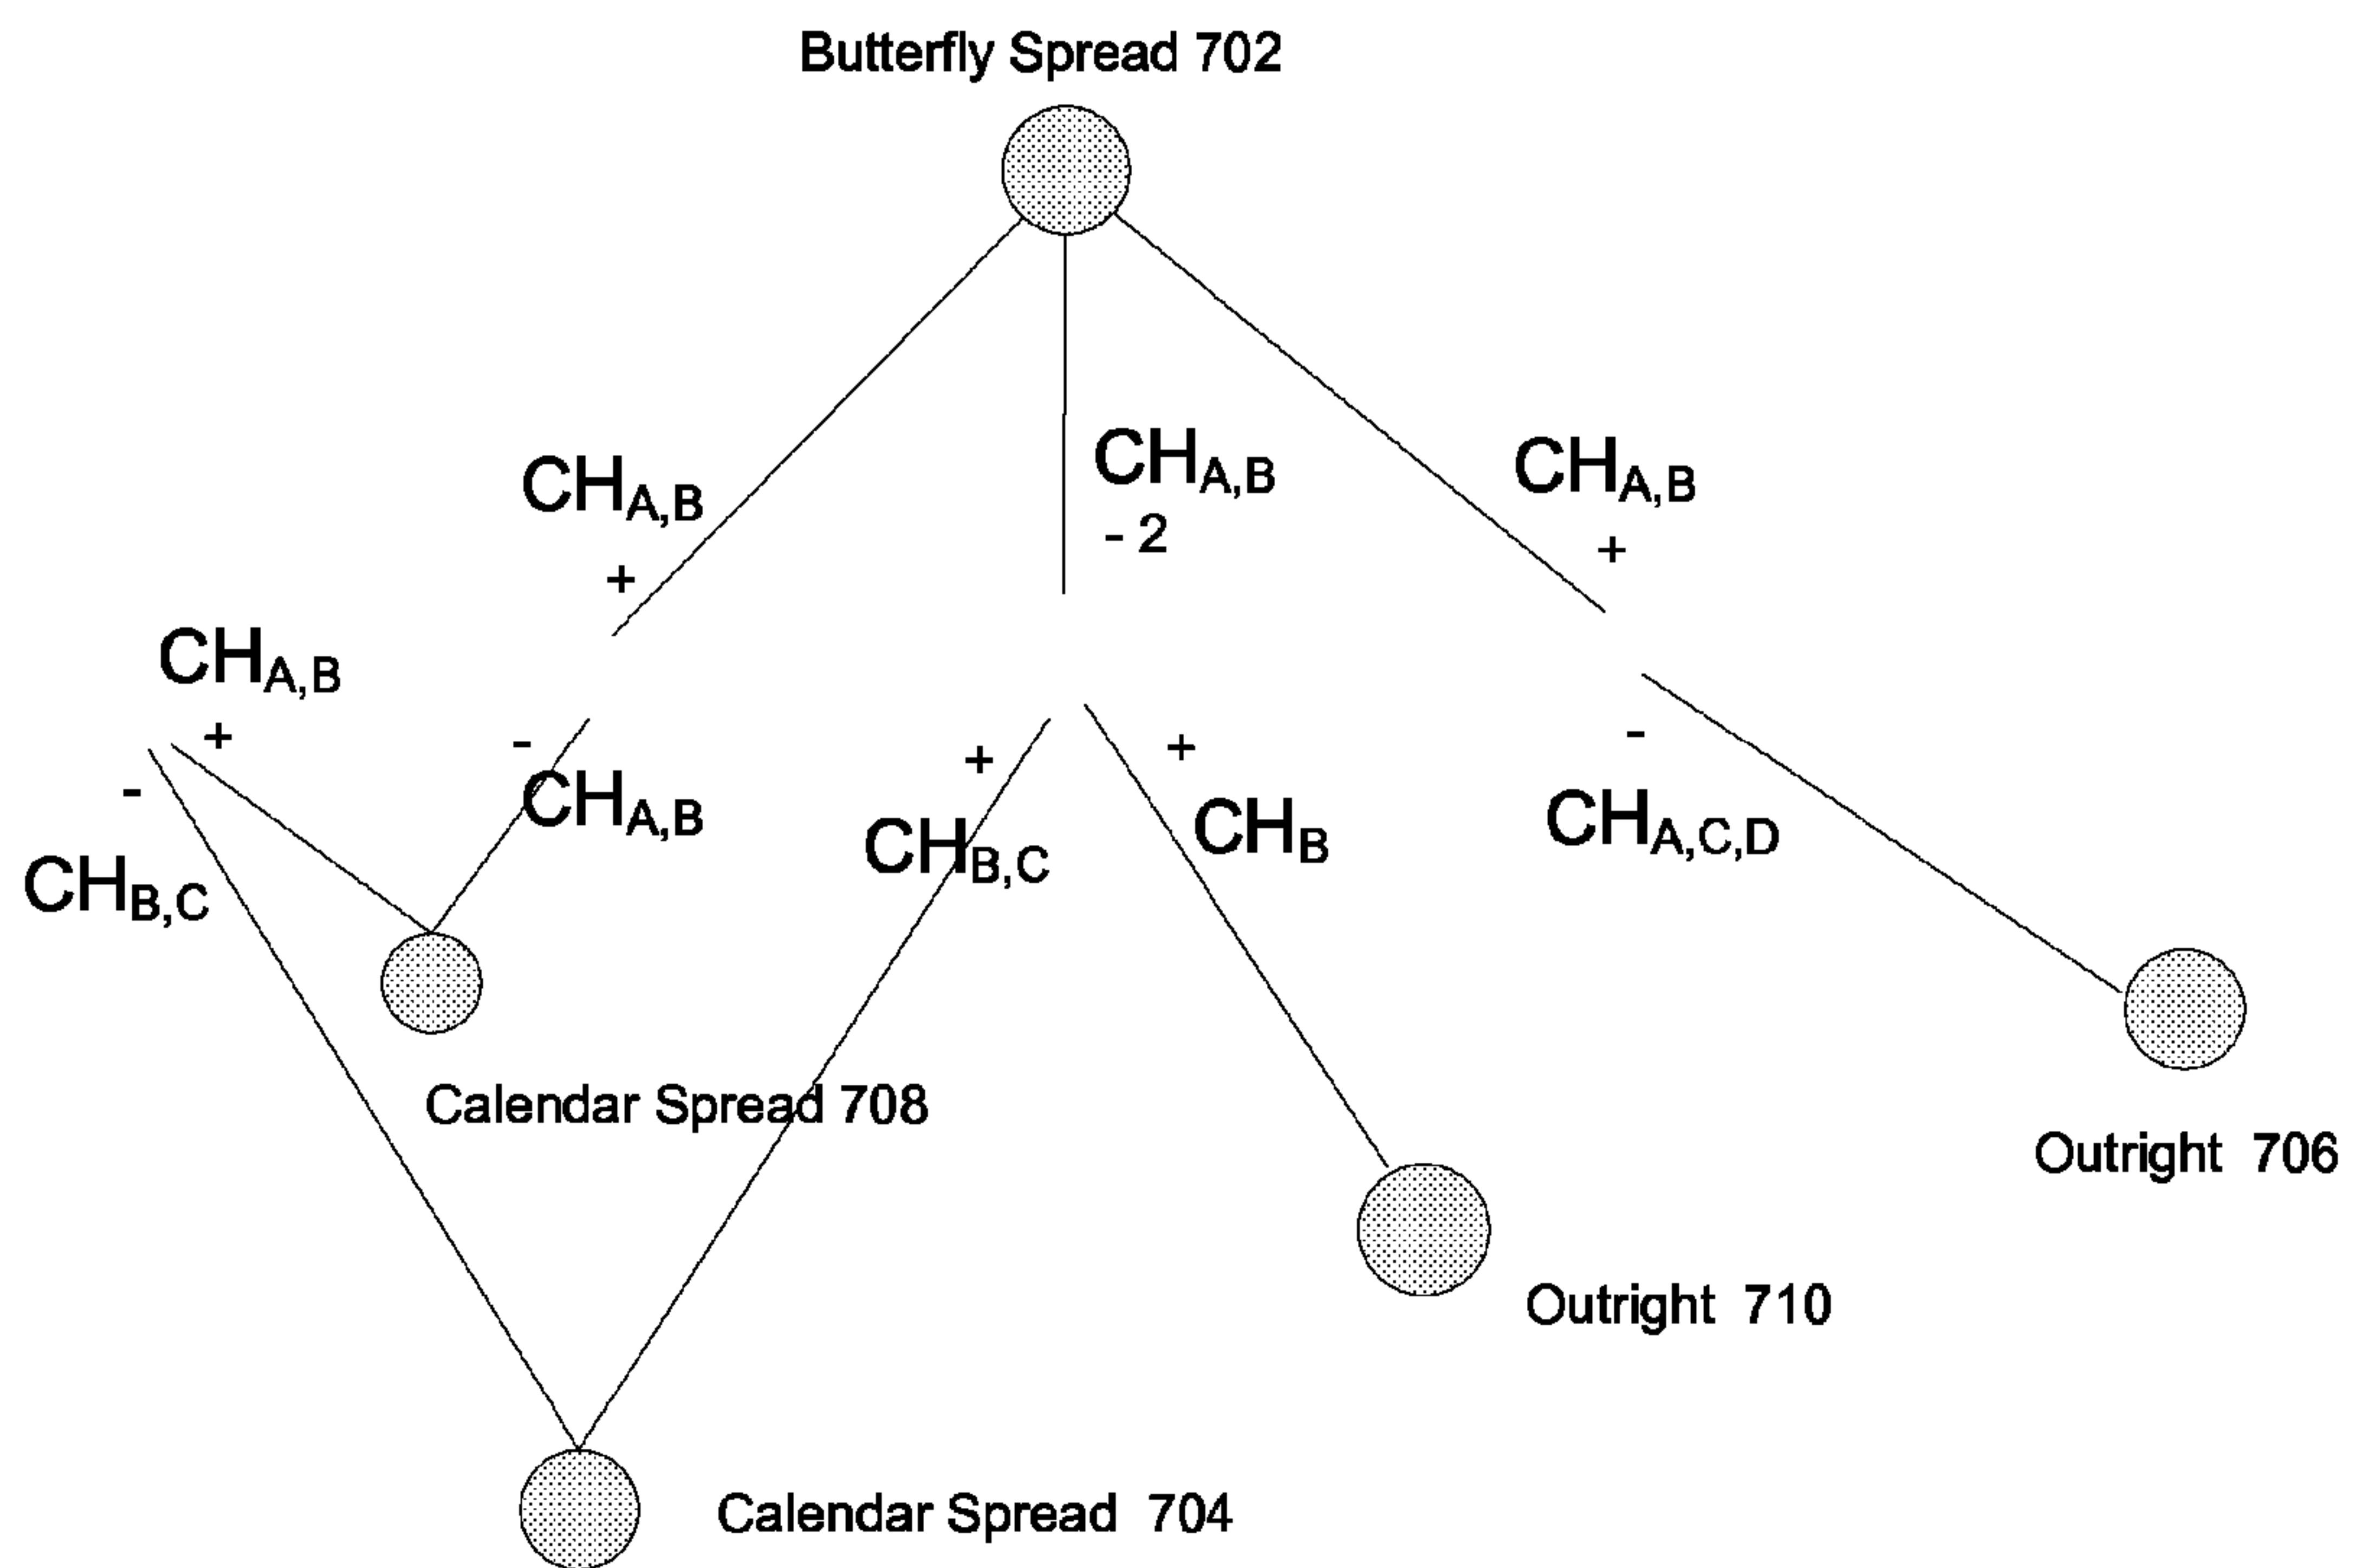 Butterfly Spread 702
CHA,B
+
CHA,B
- 2
CHA,B
+
CHA,B
+
-
CHB,C
-
CHA,B
+
CHB,C
+
CHB
-
CHA,C,D
Calendar Spread 708
Outright 706
Outright 710
Calendar Spread 704